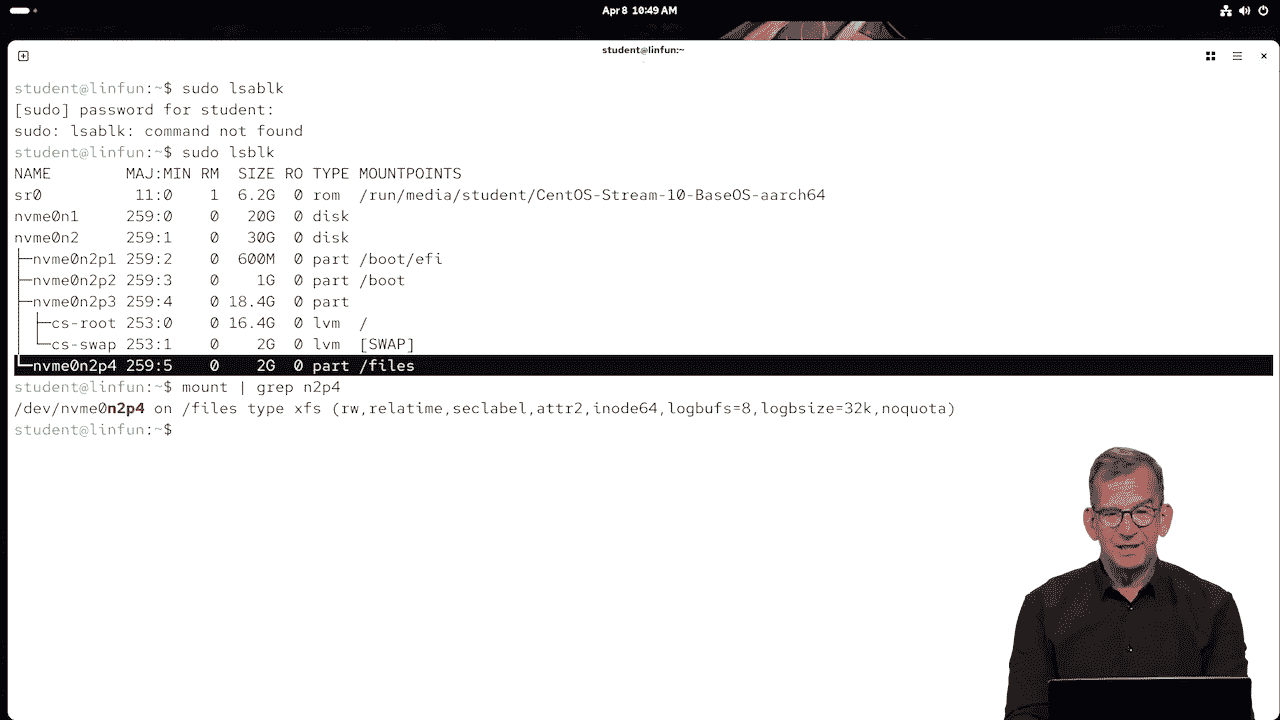 Apr 8 10:49 AM
student@linfun:~
student@linfun:~$ sudo lsablk
[sudo] password for student:
sudo: lsablk: command not found
student@linfun:~$ sudo lsblk
NAME        MAJ:MIN RM  SIZE RO TYPE MOUNTPOINTS
sr0          11:0    1  6.2G  0 rom  /run/media/student/CentOS-Stream-10-BaseOS-aarch64
nvme0n1     259:0    0   20G  0 disk
nvme0n2     259:1    0   30G  0 disk
├─nvme0n2p1 259:2    0  600M  0 part /boot/efi
├─nvme0n2p2 259:3    0    1G  0 part /boot
├─nvme0n2p3 259:4    0 18.4G  0 part
│ ├─cs-root 253:0    0 16.4G  0 lvm  /
│ └─cs-swap 253:1    0    2G  0 lvm  [SWAP]
└─nvme0n2p4 259:5    0    2G  0 part /files
student@linfun:~$ mount | grep n2p4
/dev/nvme0n2p4 on /files type xfs (rw,relatime,seclabel,attr2,inode64,logbufs=8,logbsize=32k,noquota)
student@linfun:~$